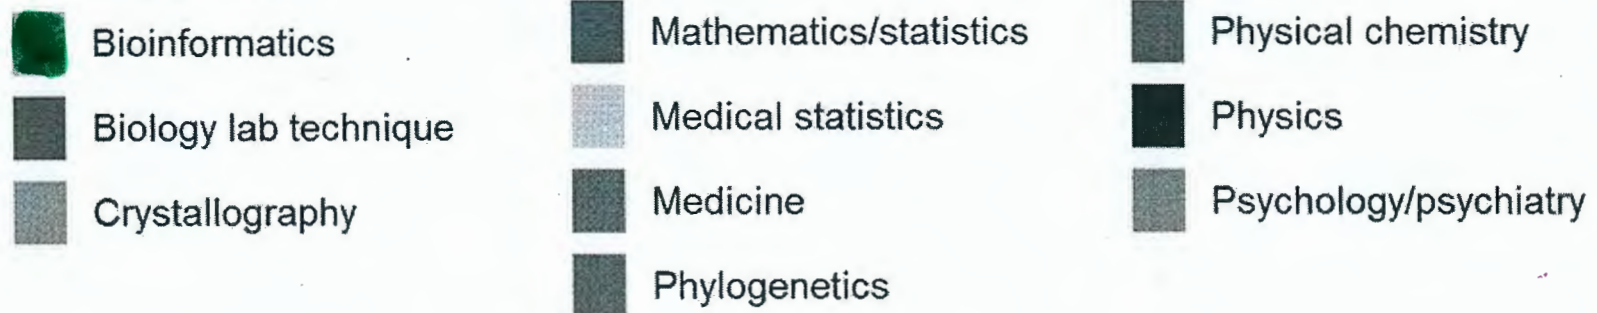 Bioinformatics
Biology lab technique
Crystallography
Mathematics/statistics
Medical statistics
Medicine
Phylogenetics
Physical chemistry
Physics
Psychology/psychiatry